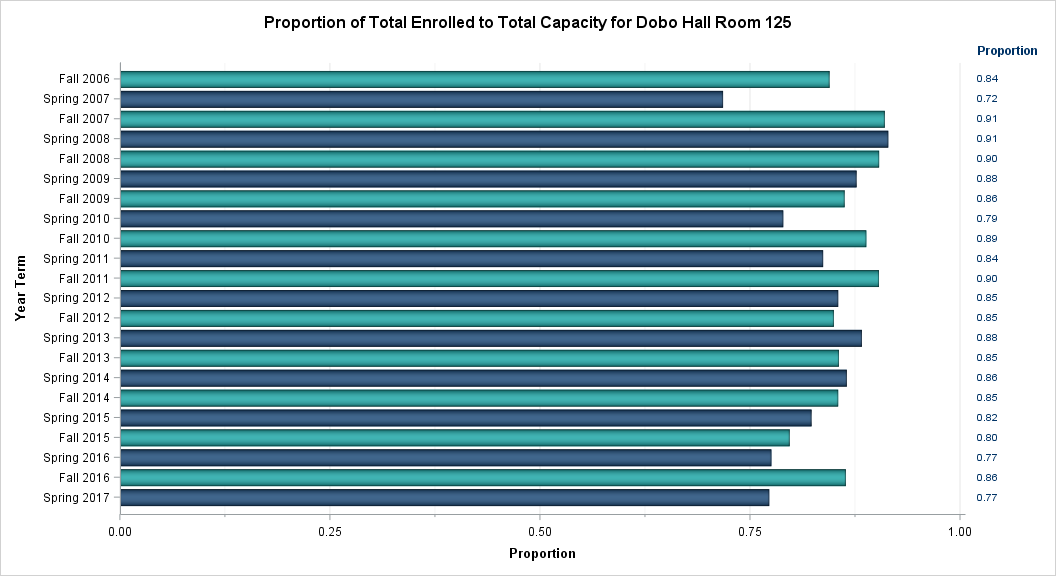 Proportion of Total Enrolled to Total Capacity for Dobo Hall Room 125
Proportion
Fall 2006 0.84
Spring 2007 0.72
Fall 2007 0.91
Spring 2008 0.91
Fall 2008 0.90
Spring 2009 0.88
Fall 2009 0.86
Spring 2010 0.79
Fall 2010 0.89
Spring 2011 0.84
Fall 2011 0.90
Spring 2012 0.85
Fall 2012 0.85
Spring 2013 0.88
Fall 2013 0.85
Spring 2014 0.86
Fall 2014 0.85
Spring 2015 0.82
Fall 2015 0.80
Spring 2016 0.77
Fall 2016 0.86
Spring 2017 0.77
Year Term
0.00 0.25 0.50 0.75 1.00
Proportion